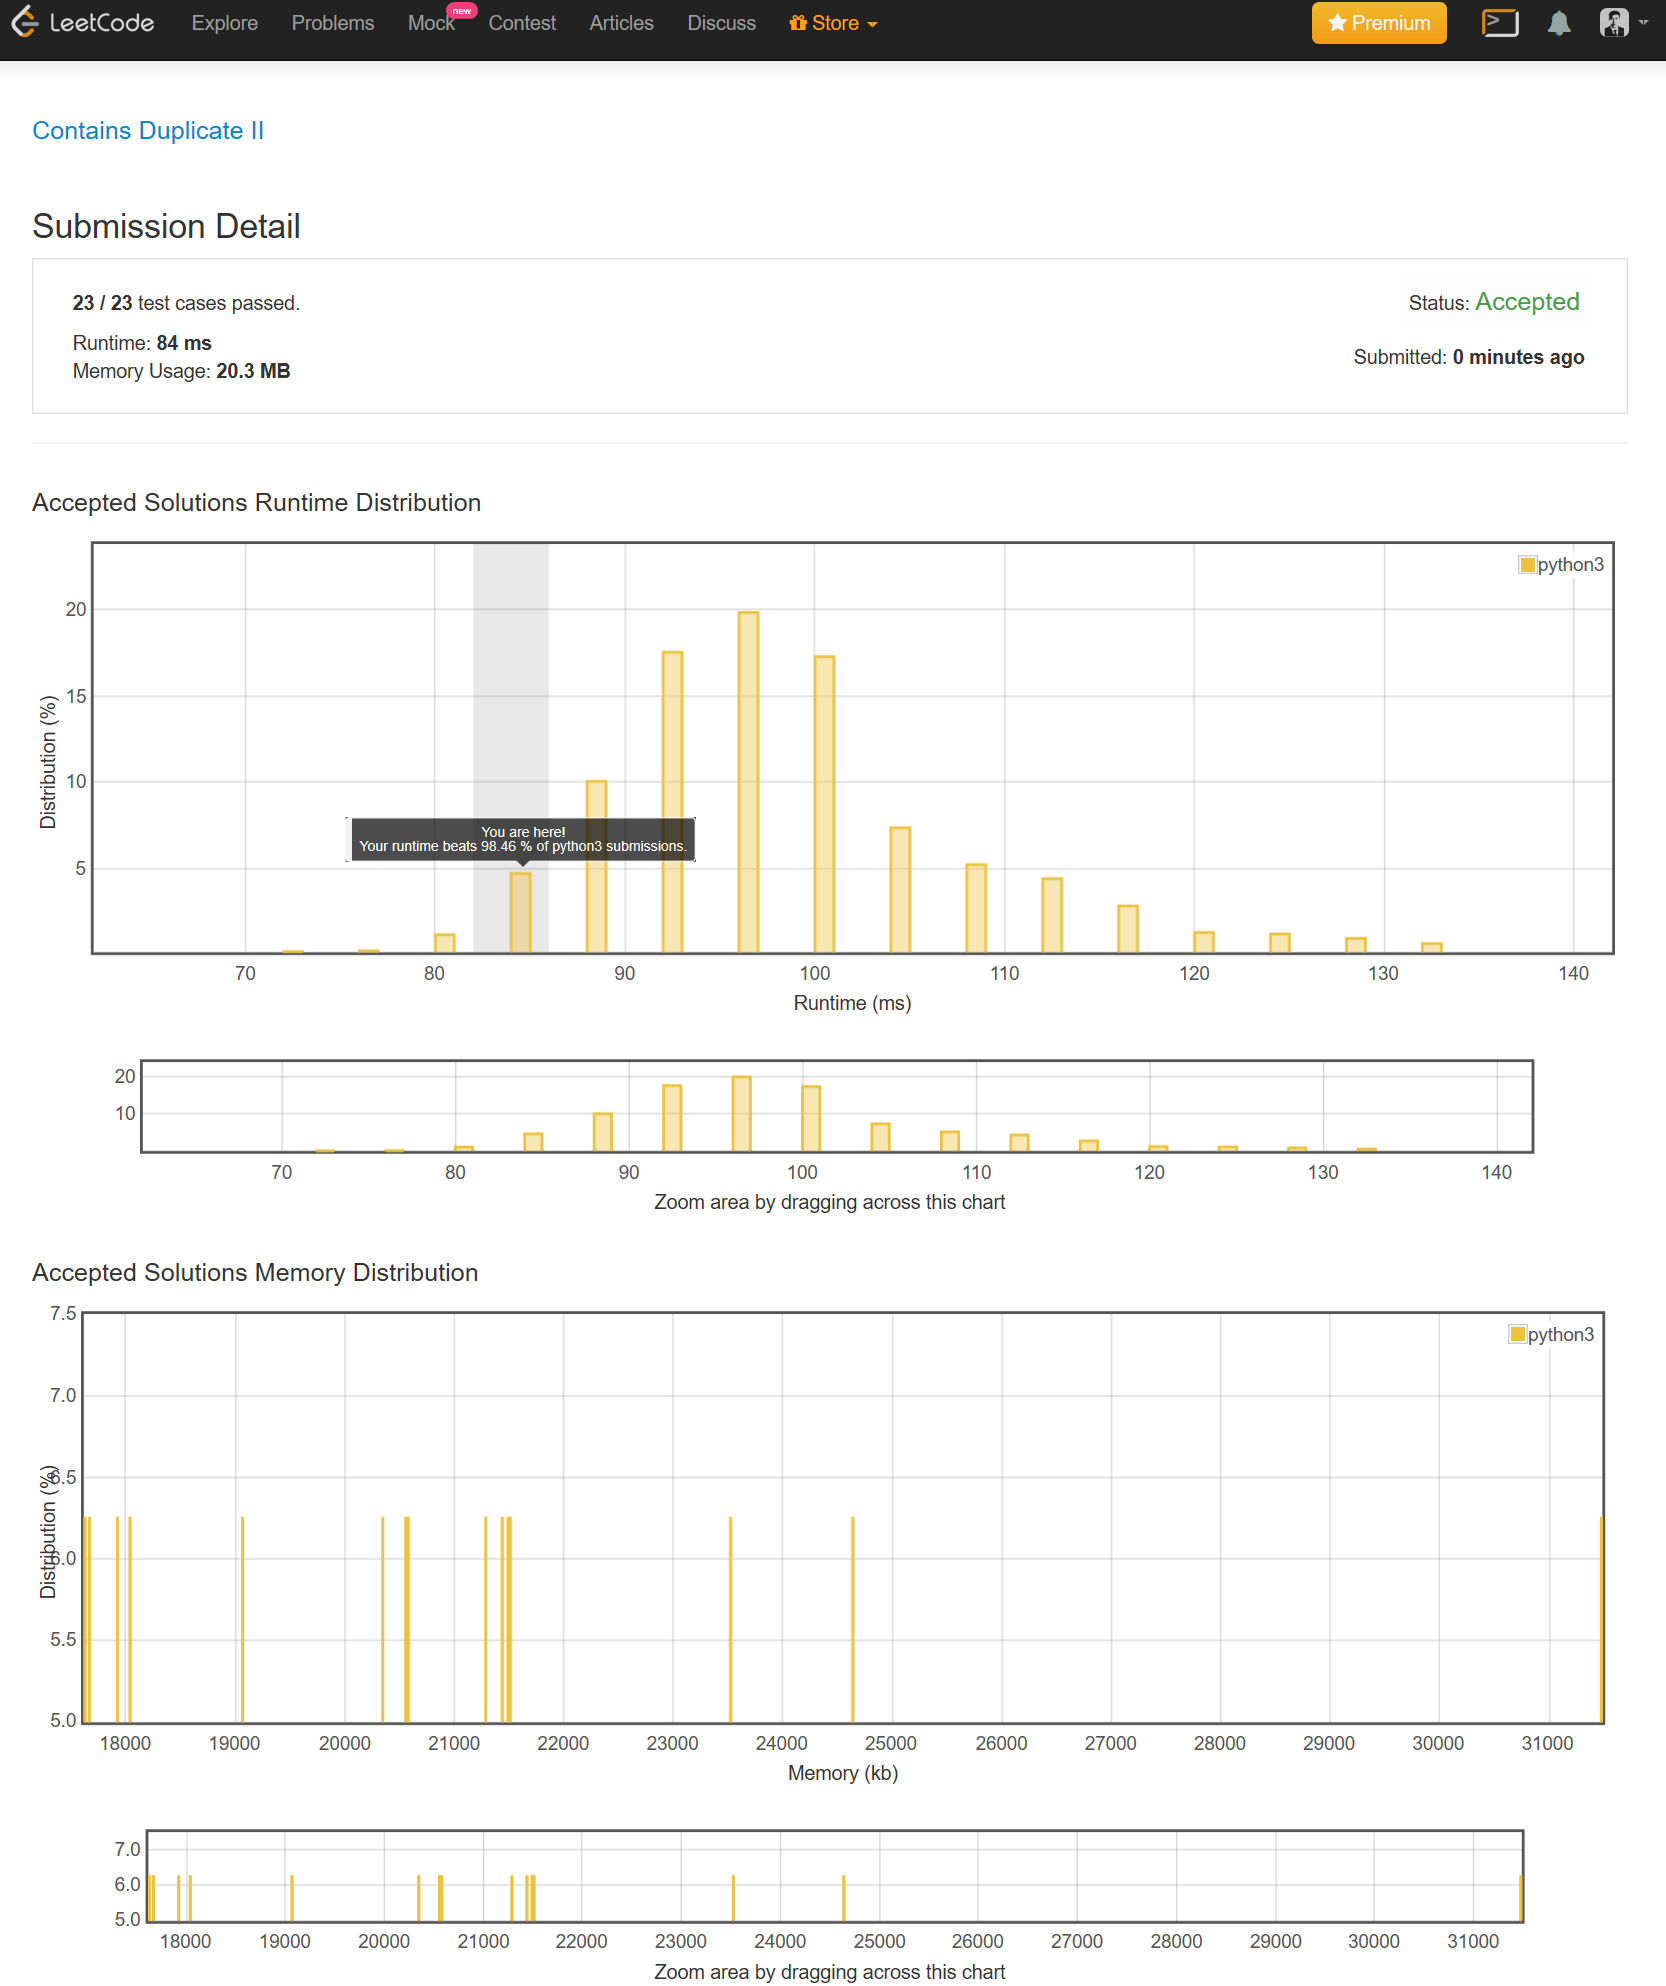 LeetCode Explore Problems Mock new Contest Articles Discuss Store Premium
Contains Duplicate II
Submission Detail
23 / 23 test cases passed.
Status: Accepted
Runtime: 84 ms
Submitted: 0 minutes ago
Memory Usage: 20.3 MB
Accepted Solutions Runtime Distribution
python3
20
15
10
5
Distribution (%)
You are here!
Your runtime beats 98.46 % of python3 submissions.
70 80 90 100 110 120 130 140
Runtime (ms)
20
10
70 80 90 100 110 120 130 140
Zoom area by dragging across this chart
Accepted Solutions Memory Distribution
python3
7.5
7.0
6.5
6.0
5.5
5.0
Distribution (%)
18000 19000 20000 21000 22000 23000 24000 25000 26000 27000 28000 29000 30000 31000
Memory (kb)
7.0
6.0
5.0
18000 19000 20000 21000 22000 23000 24000 25000 26000 27000 28000 29000 30000 31000
Zoom area by dragging across this chart